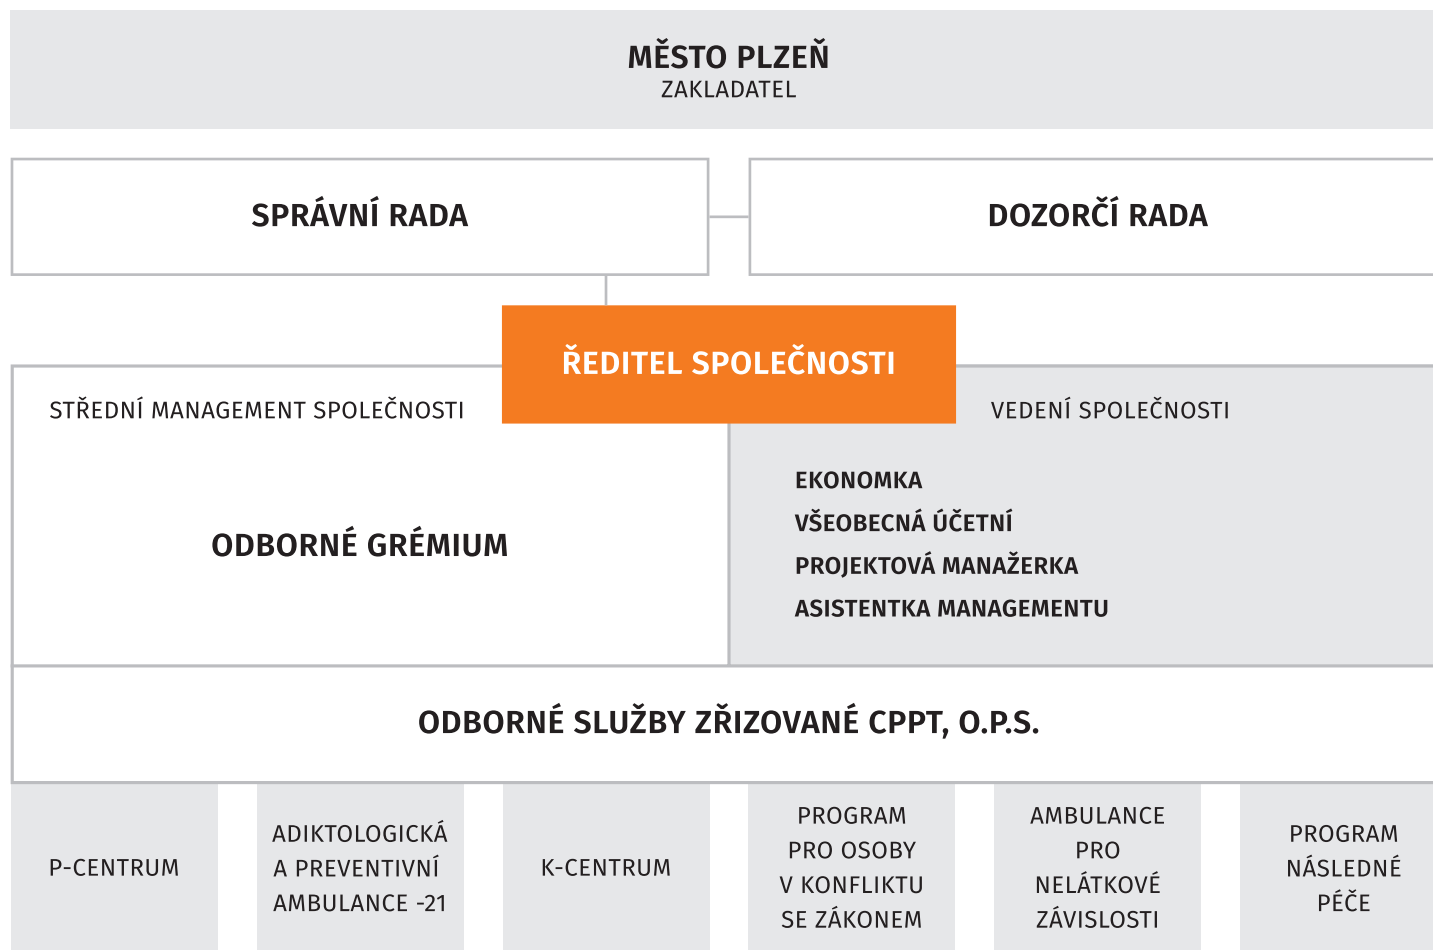 MĚSTO PLZEŇ
ZAKLADATEL
SPRÁVNÍ RADA
DOZORČÍ RADA
ŘEDITEL SPOLEČNOSTI
STŘEDNÍ MANAGEMENT SPOLEČNOSTI
ODBORNÉ GRÉMIUM
VEDENÍ SPOLEČNOSTI
EKONOMKA
VŠEOBECNÁ ÚČETNÍ
PROJEKTOVÁ MANAŽERKA
ASISTENTKA MANAGEMENTU
ODBORNÉ SLUŽBY ZŘIZOVANÉ CPPT, O.P.S.
P-CENTRUM
ADIKTOLOGICKÁ
A PREVENTIVNÍ
AMBULANCE -21
K-CENTRUM
PROGRAM
PRO OSOBY
V KONFLIKTU
SE ZÁKONEM
AMBULANCE
PRO
NELÁTKOVÉ
ZÁVISLOSTI
PROGRAM
NÁSLEDNÉ
PÉČE